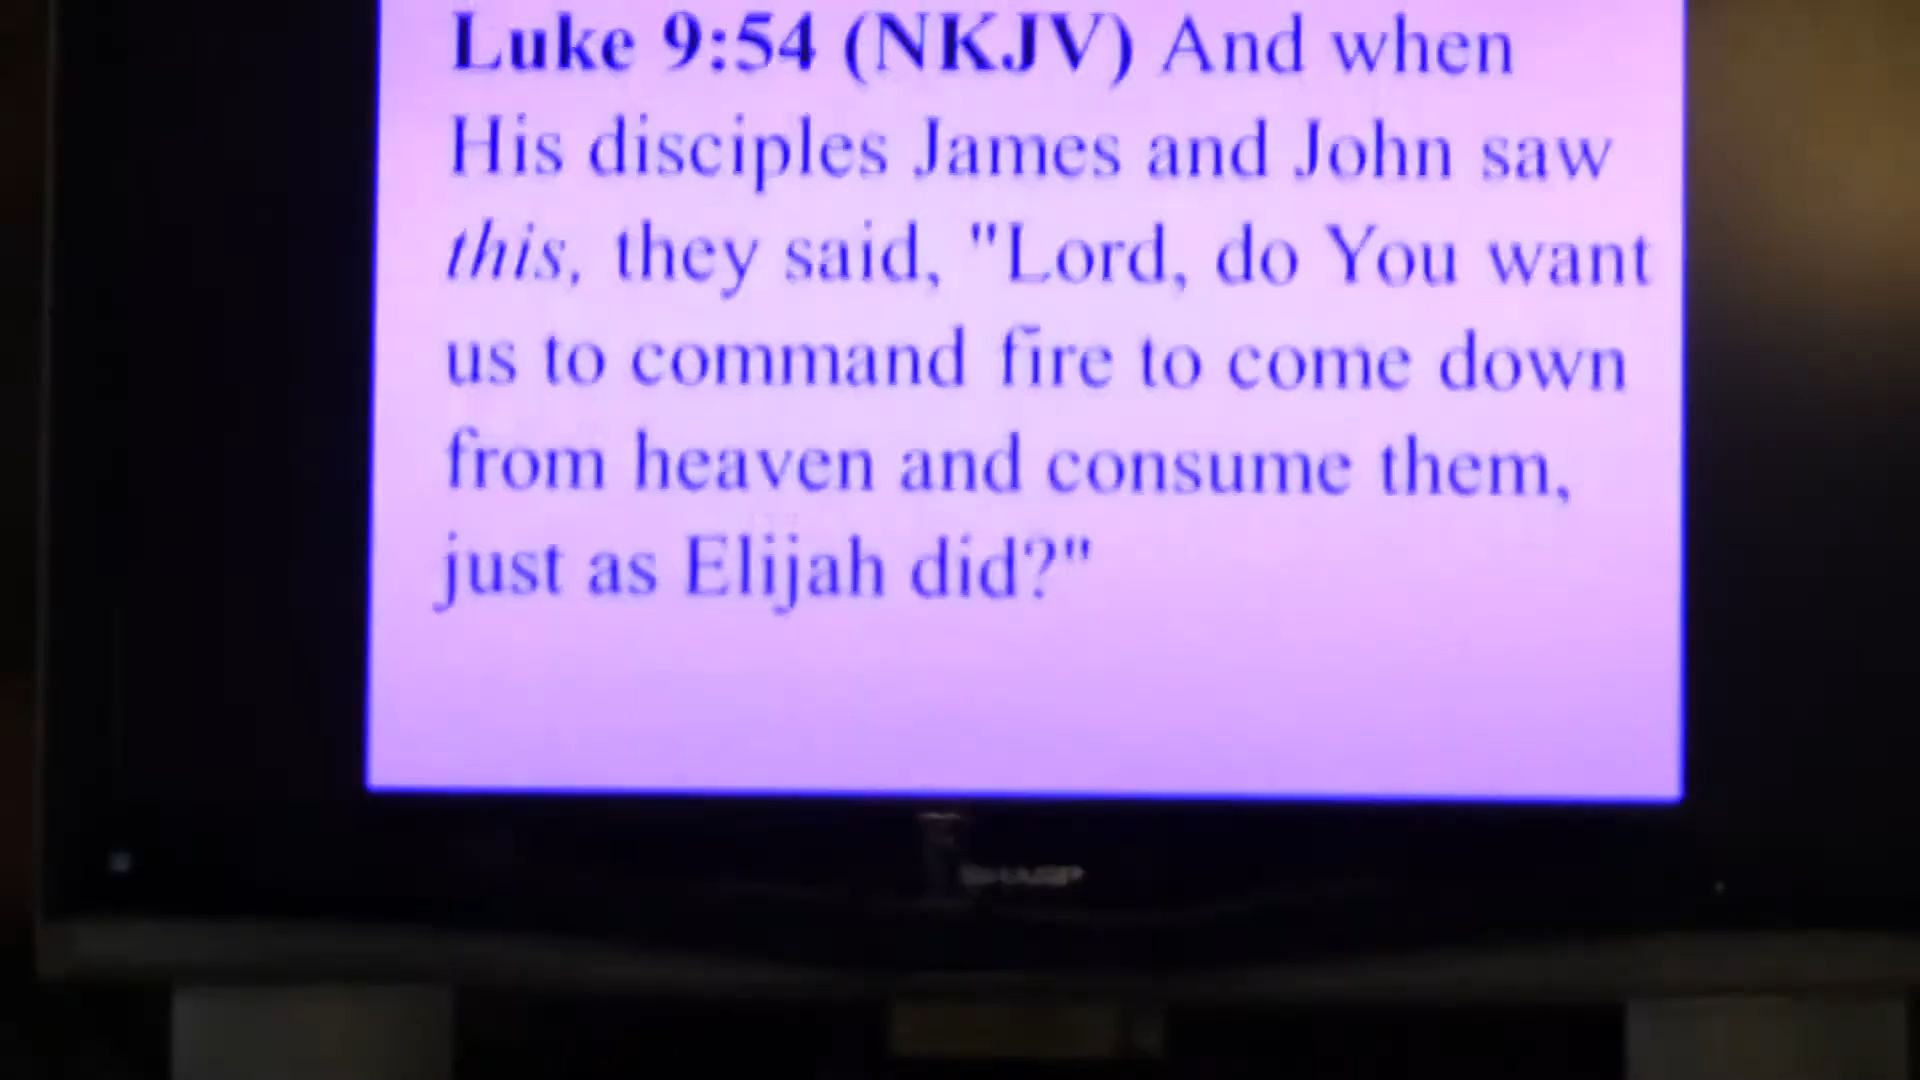 Luke 9:54 (NKJV) And when
His disciples James and John saw
this, they said, "Lord, do You want
us to command fire to come down
from heaven and consume them,
just as Elijah did?"
SHARP